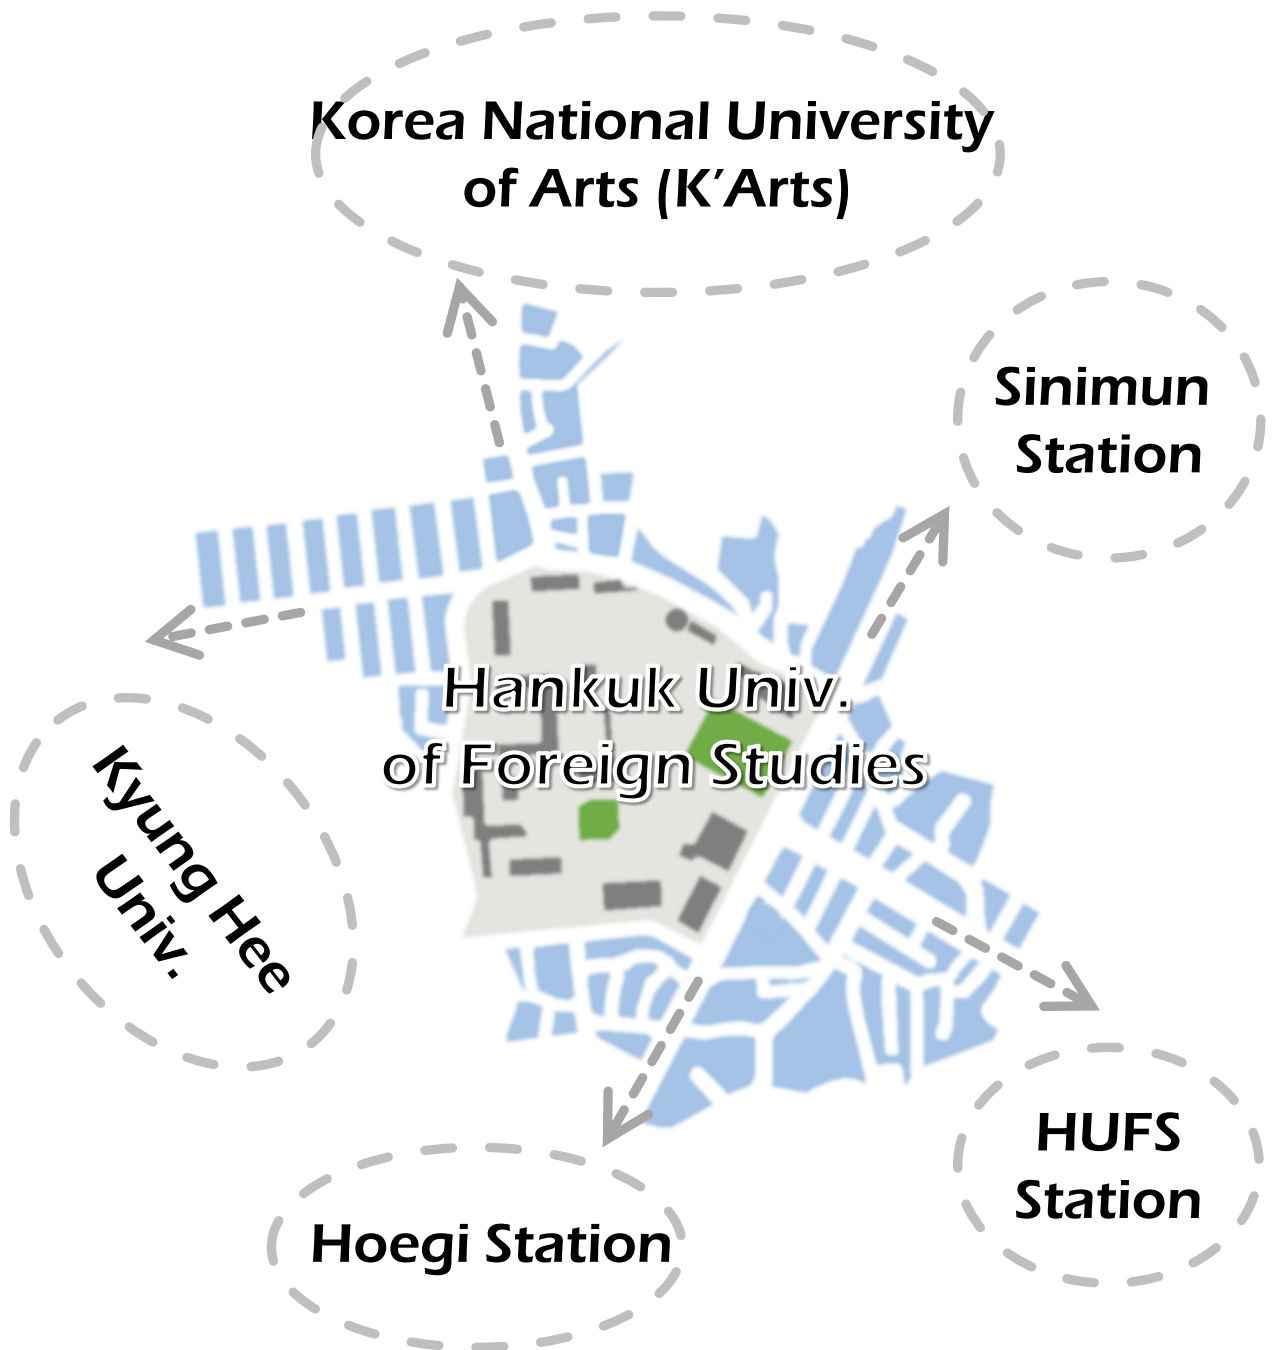 Korea National University
of Arts (K’Arts)
Sinimun
Station
Hankuk Univ.
of Foreign Studies
Kyung Hee
Univ.
HUFS
Station
Hoegi Station